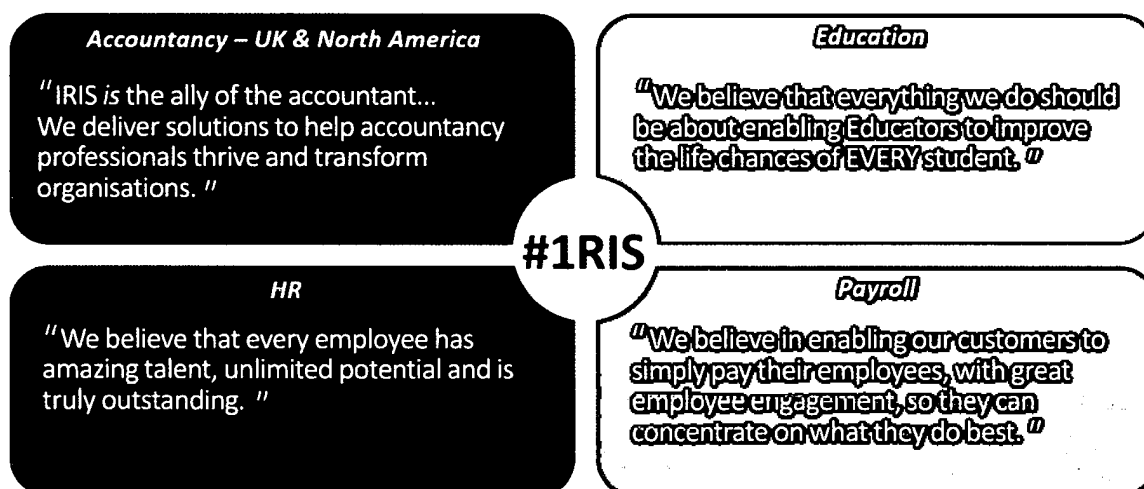 Accountancy – UK & North America
"IRIS is the ally of the accountant...
We deliver solutions to help accountancy
professionals thrive and transform
organisations. "
Education
"We believe that everything we do should
be about enabling Educators to improve
the life chances of EVERY student. "
#1RIS
HR
"We believe that every employee has
amazing talent, unlimited potential and is
truly outstanding. "
Payroll
"We believe in enabling our customers to
simply pay their employees, with great
employee engagement, so they can
concentrate on what they do best. "